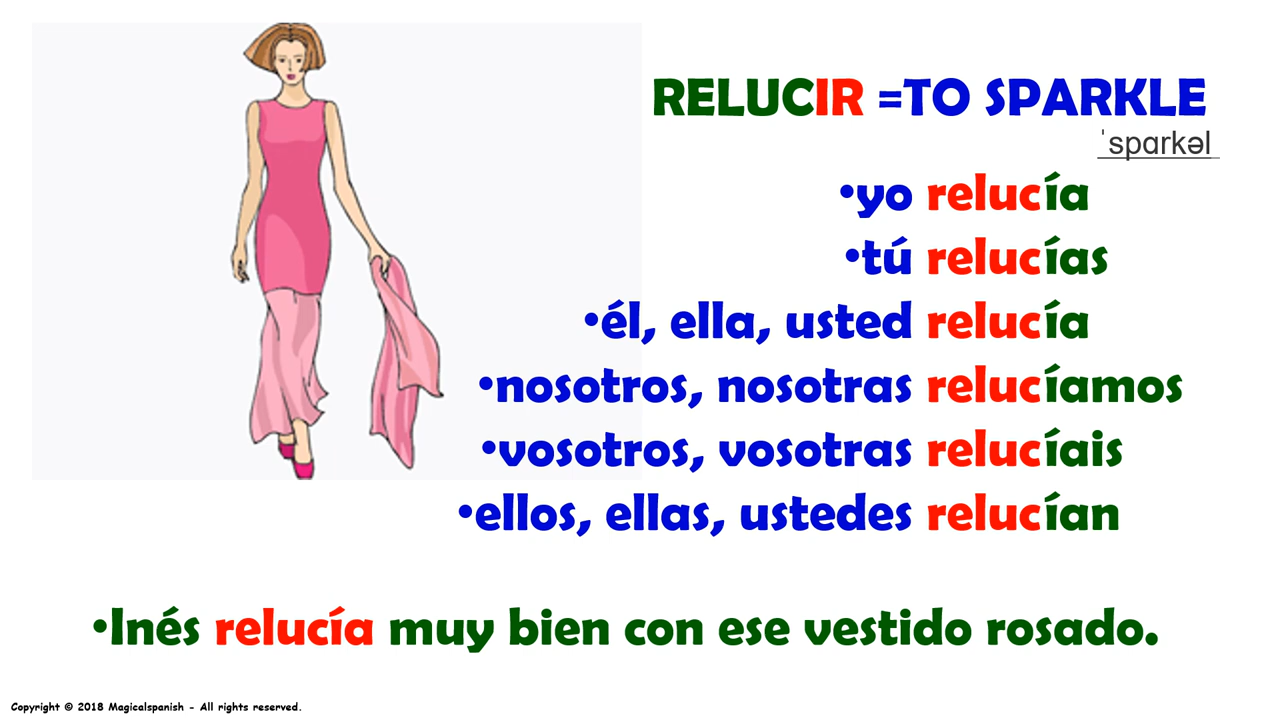 RELUCIR =TO SPARKLE
ˈspɑrkəl
•yo relucía
•tú relucías
•él, ella, usted relucía
•nosotros, nosotras relucíamos
•vosotros, vosotras relucíais
•ellos, ellas, ustedes relucían
•Inés relucía muy bien con ese vestido rosado.
Copyright © 2018 Magicalspanish - All rights reserved.